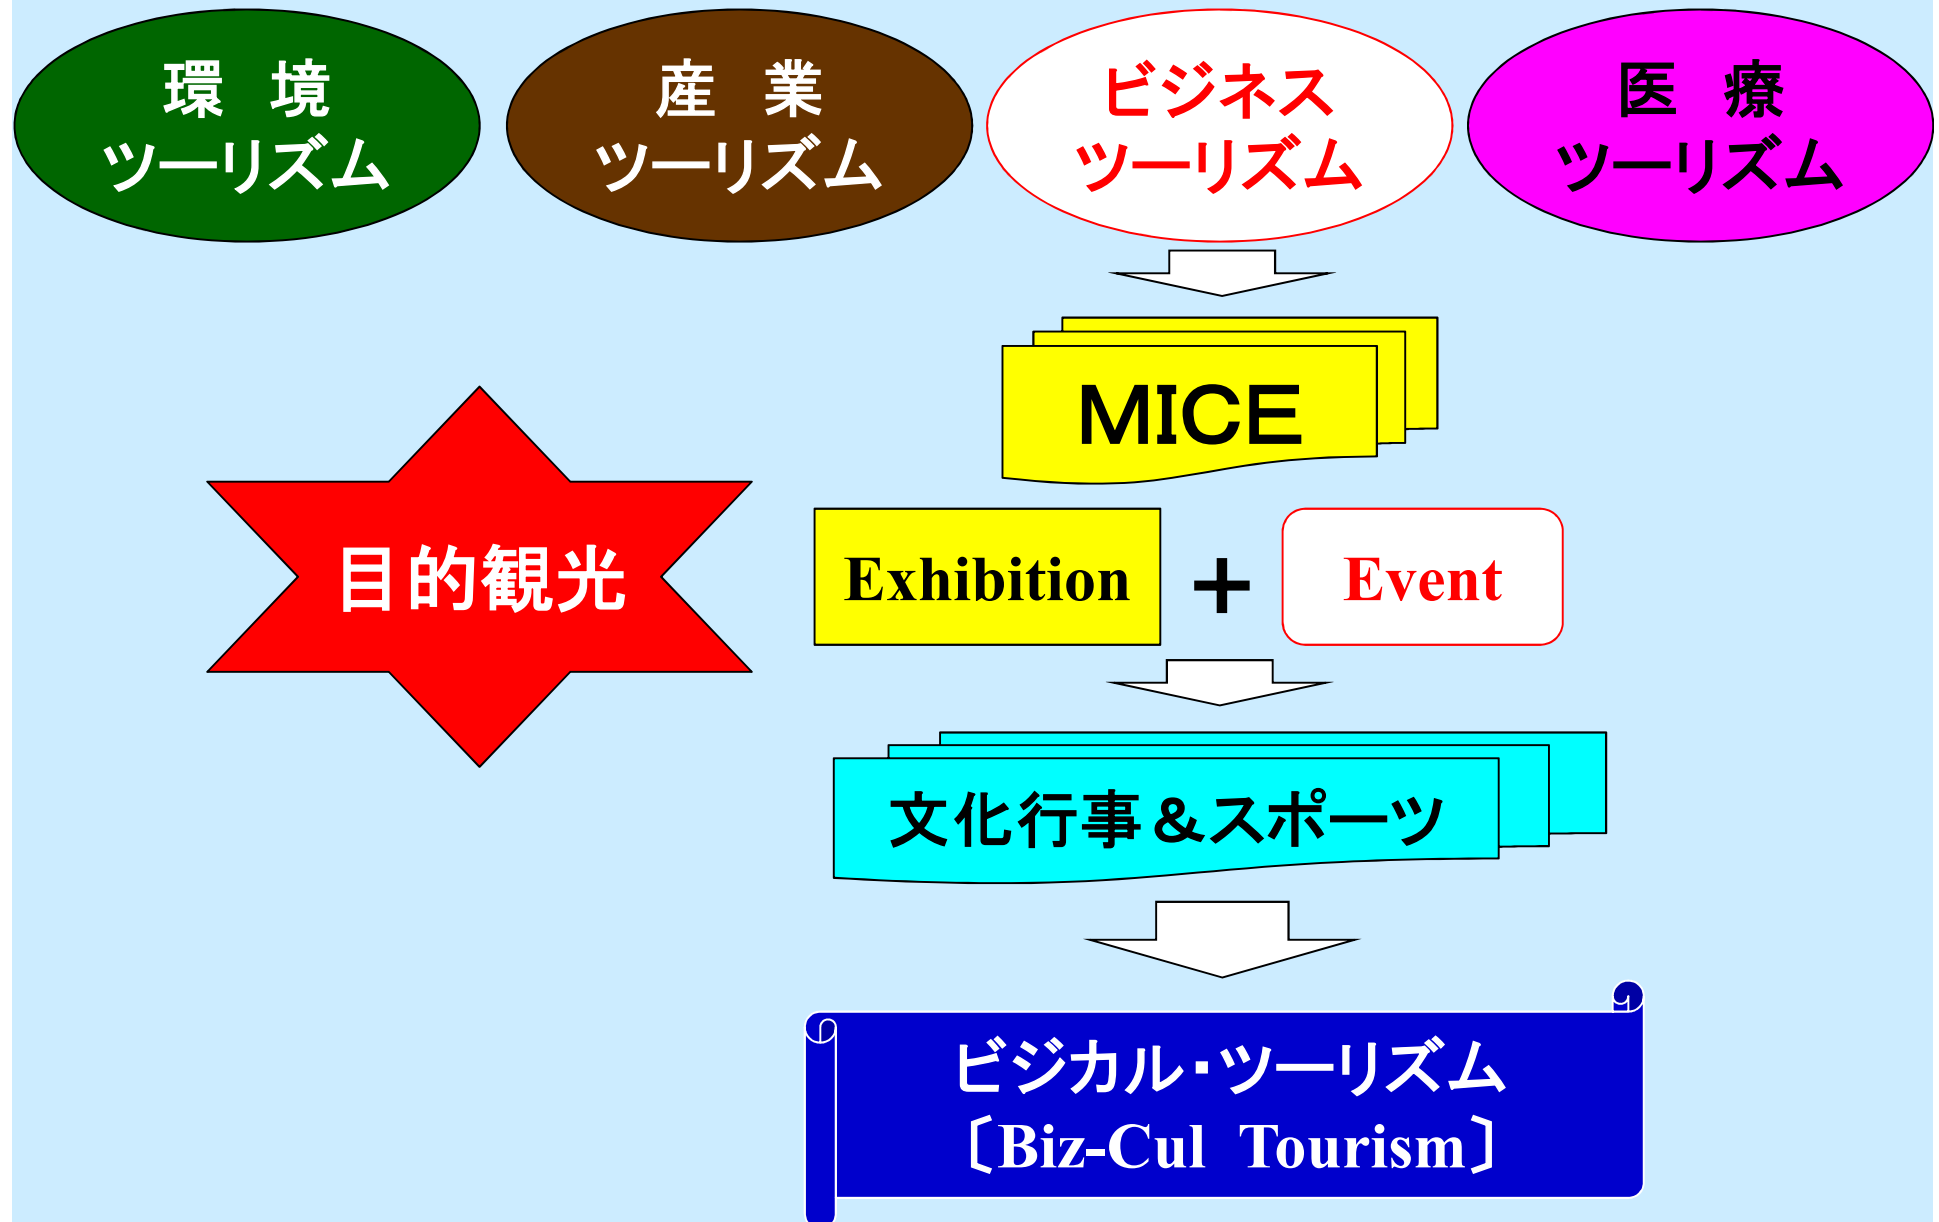 環　境
ツーリズム
産　業
ツーリズム
ビジネス
ツーリズム
医　療
ツーリズム
ＭＩＣＥ
目的観光
Exhibition
＋
Event
文化行事＆スポーツ
ビジカル・ツーリズム
〔Biz-Cul Tourism〕